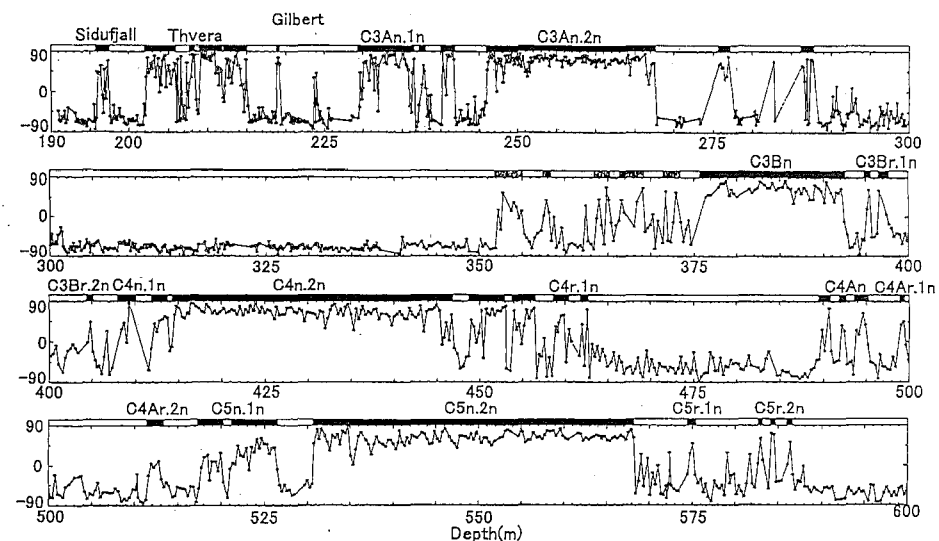 Gilbert
Sidufjall Thvera C3An.1n C3An.2n
90
0
-90
190 200 225 250 275 300
C3Bn C3Br.1n
90
0
-90
300 325 350 375 400
C3Br.2n C4n.1n C4n.2n C4r.1n C4An C4Ar.1n
90
0
-90
400 425 450 475 500
C4Ar.2n C5n.1n C5n.2n C5r.1n C5r.2n
90
0
-90
500 525 550 575 600
Depth(m)